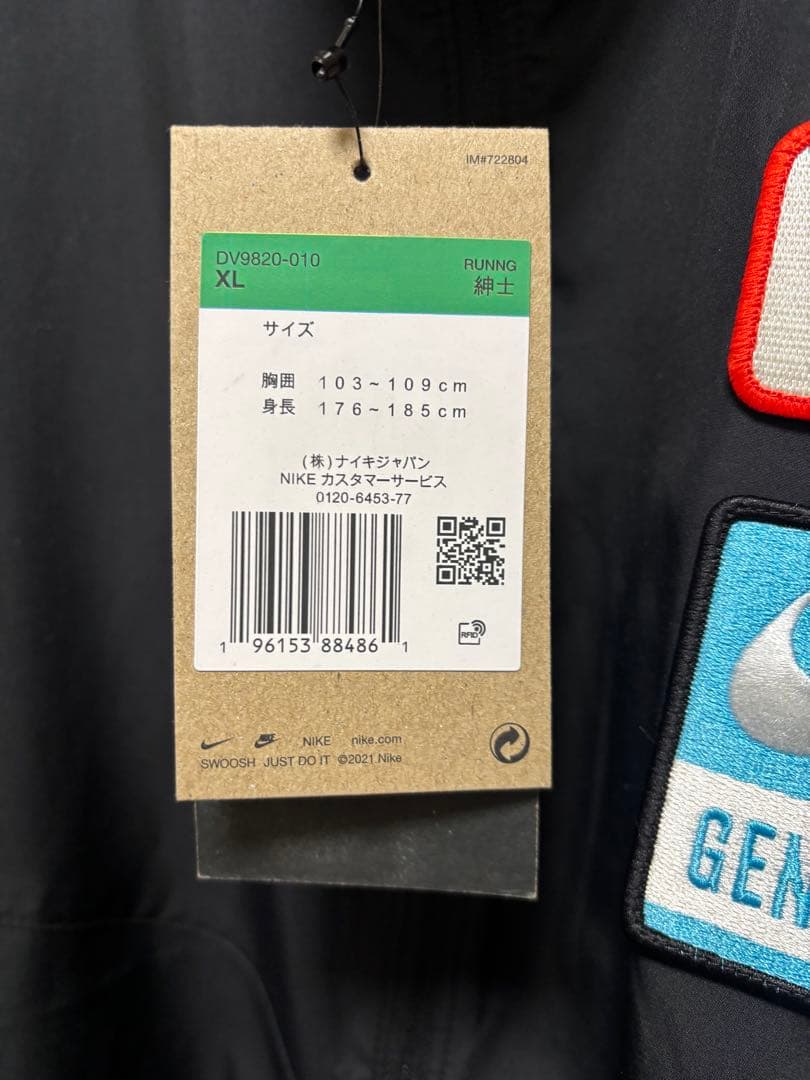 IM#722804
DV9820-010
XL
RUNNG
紳士
サイズ
胸囲 103~109cm
身長 176~185cm
(株)ナイキジャパン
NIKE カスタマーサービス
0120-6453-77
1 96153 88486 1
RFID
NIKE nike.com
SWOOSH JUST DO IT ©2021 Nike
GEN